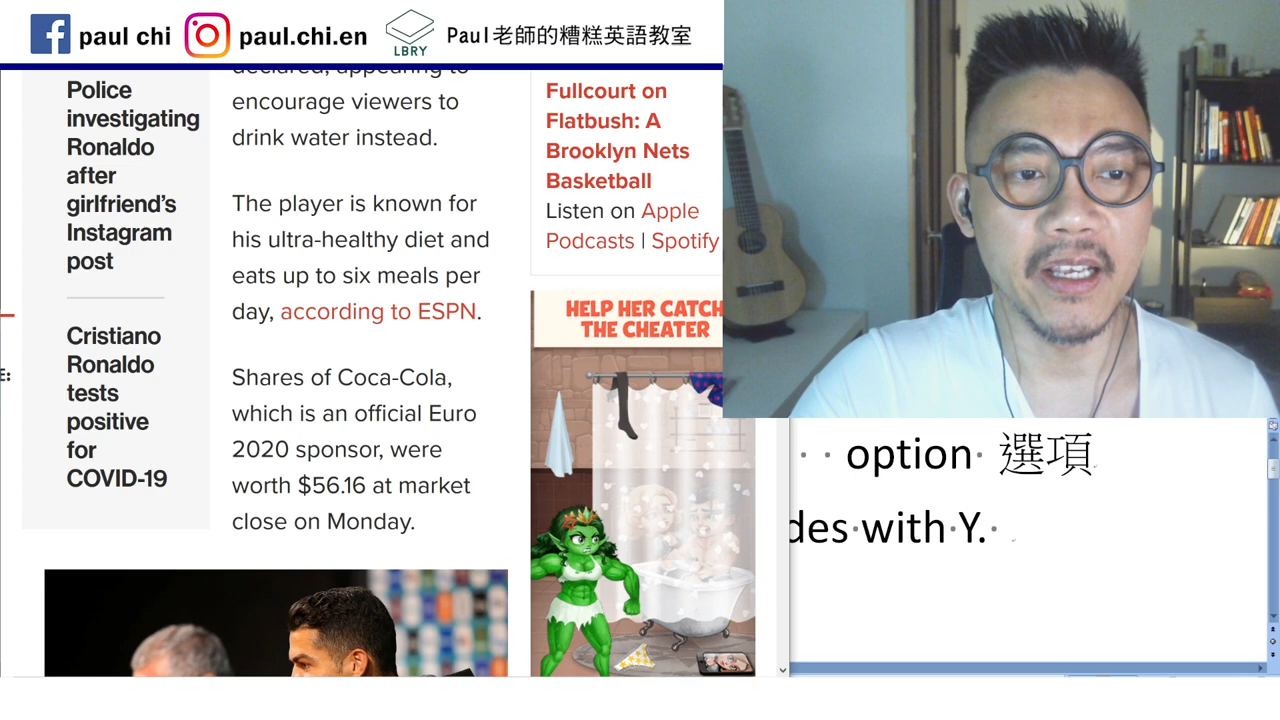 paul chi
paul.chi.en
LBRY
Paul老師的糟糕英語教室
Police
investigating
Ronaldo
after
girlfriend's
Instagram
post
Cristiano
Ronaldo
tests
positive
for
COVID-19
E:
declared, appearing to
encourage viewers to
drink water instead.
The player is known for
his ultra-healthy diet and
eats up to six meals per
day, according to ESPN.
Shares of Coca-Cola,
which is an official Euro
2020 sponsor, were
worth $56.16 at market
close on Monday.
Fullcourt on
Flatbush: A
Brooklyn Nets
Basketball
Listen on Apple
Podcasts | Spotify
HELP HER CATCH
THE CHEATER
option 選項
des with Y.